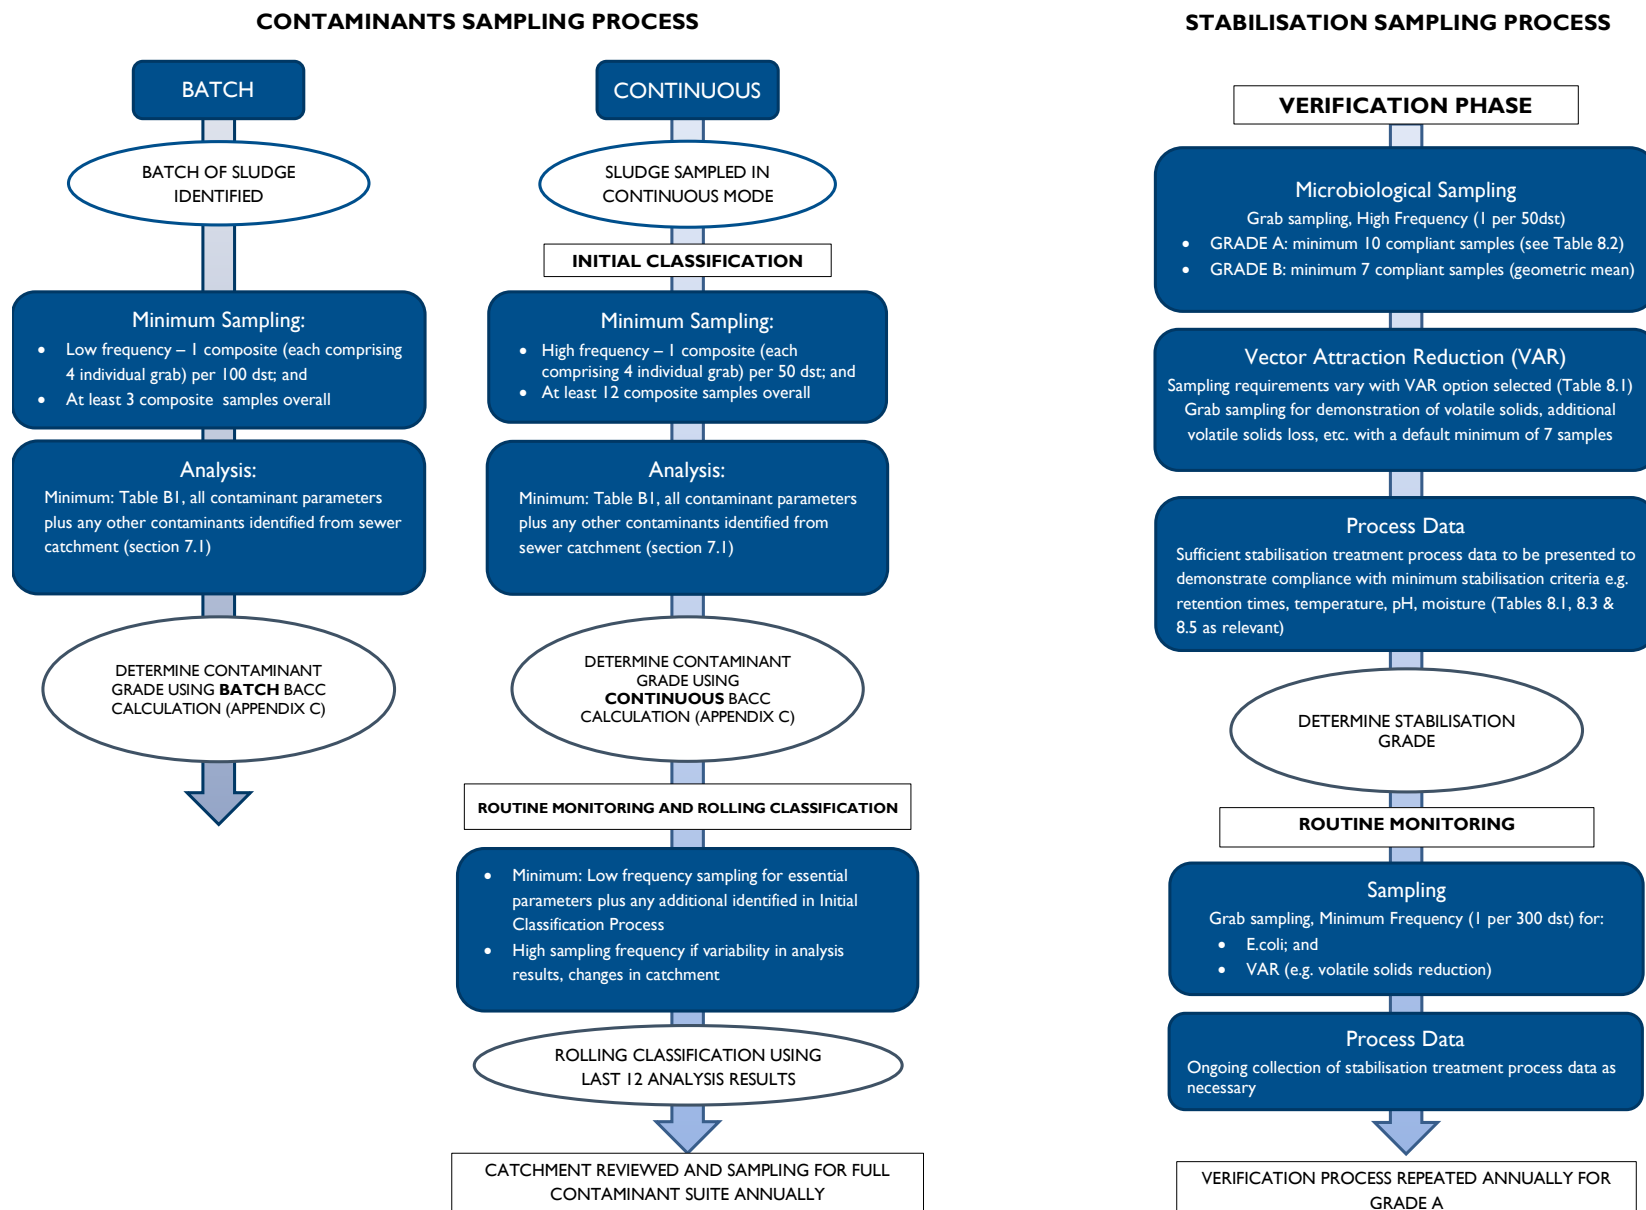 CONTAMINANTS SAMPLING PROCESS
BATCH
BATCH OF SLUDGE
IDENTIFIED
Minimum Sampling:
• Low frequency – 1 composite (each comprising
4 individual grab) per 100 dst; and
• At least 3 composite samples overall
Analysis:
Minimum: Table B1, all contaminant parameters
plus any other contaminants identified from sewer
catchment (section 7.1)
DETERMINE CONTAMINANT
GRADE USING BATCH BACC
CALCULATION (APPENDIX C)
CONTINUOUS
SLUDGE SAMPLED IN
CONTINUOUS MODE
INITIAL CLASSIFICATION
Minimum Sampling:
• High frequency – 1 composite (each
comprising 4 individual grab) per 50 dst; and
• At least 12 composite samples overall
Analysis:
Minimum: Table B1, all contaminant parameters
plus any other contaminants identified from
sewer catchment (section 7.1)
DETERMINE CONTAMINANT
GRADE USING
CONTINUOUS BACC
CALCULATION (APPENDIX C)
ROUTINE MONITORING AND ROLLING CLASSIFICATION
• Minimum: Low frequency sampling for essential
parameters plus any additional identified in Initial
Classification Process
• High sampling frequency if variability in analysis
results, changes in catchment
ROLLING CLASSIFICATION USING
LAST 12 ANALYSIS RESULTS
CATCHMENT REVIEWED AND SAMPLING FOR FULL
CONTAMINANT SUITE ANNUALLY
STABILISATION SAMPLING PROCESS
VERIFICATION PHASE
Microbiological Sampling
Grab sampling, High Frequency (1 per 50dst)
• GRADE A: minimum 10 compliant samples (see Table 8.2)
• GRADE B: minimum 7 compliant samples (geometric mean)
Vector Attraction Reduction (VAR)
Sampling requirements vary with VAR option selected (Table 8.1)
Grab sampling for demonstration of volatile solids, additional
volatile solids loss, etc. with a default minimum of 7 samples
Process Data
Sufficient stabilisation treatment process data to be presented to
demonstrate compliance with minimum stabilisation criteria e.g.
retention times, temperature, pH, moisture (Tables 8.1, 8.3 &
8.5 as relevant)
DETERMINE STABILISATION
GRADE
ROUTINE MONITORING
Sampling
Grab sampling, Minimum Frequency (1 per 300 dst) for:
• E.coli; and
• VAR (e.g. volatile solids reduction)
Process Data
Ongoing collection of stabilisation treatment process data as
necessary
VERIFICATION PROCESS REPEATED ANNUALLY FOR
GRADE A